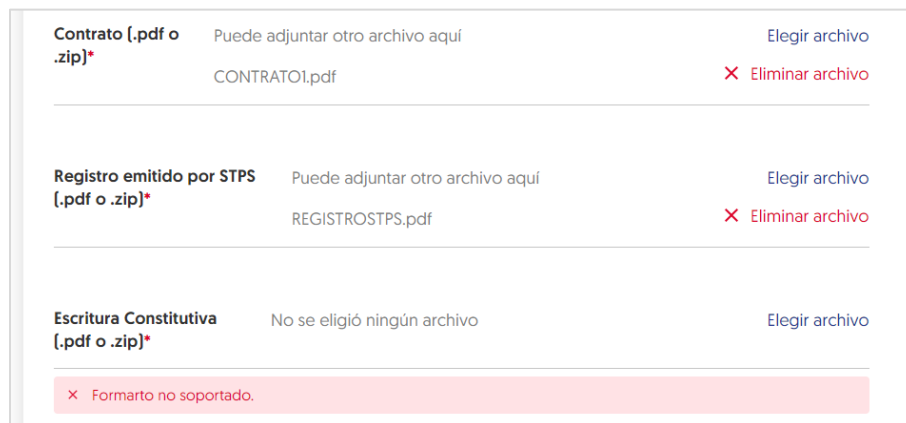 Contrato (.pdf o .zip)* Puede adjuntar otro archivo aquí Elegir archivo
CONTRATO1.pdf ✕ Eliminar archivo
Registro emitido por STPS (.pdf o .zip)* Puede adjuntar otro archivo aquí Elegir archivo
REGISTROSTPS.pdf ✕ Eliminar archivo
Escritura Constitutiva (.pdf o .zip)* No se eligió ningún archivo Elegir archivo
✕ Formarto no soportado.